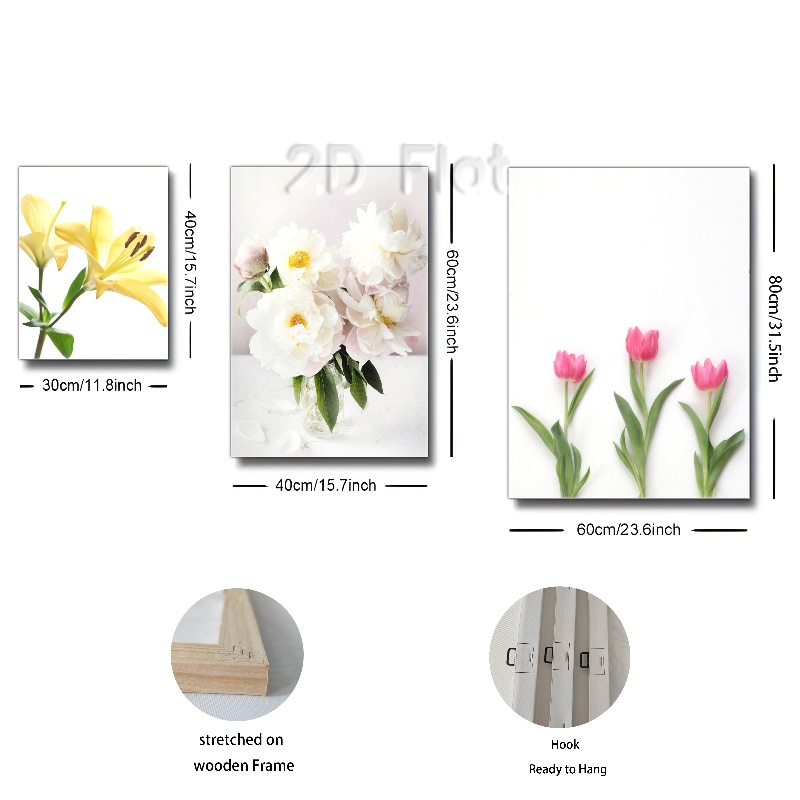 2D Flat
40cm/15.7inch
30cm/11.8inch
60cm/23.6inch
40cm/15.7inch
80cm/31.5inch
60cm/23.6inch
stretched on
wooden Frame
Hook
Ready to Hang